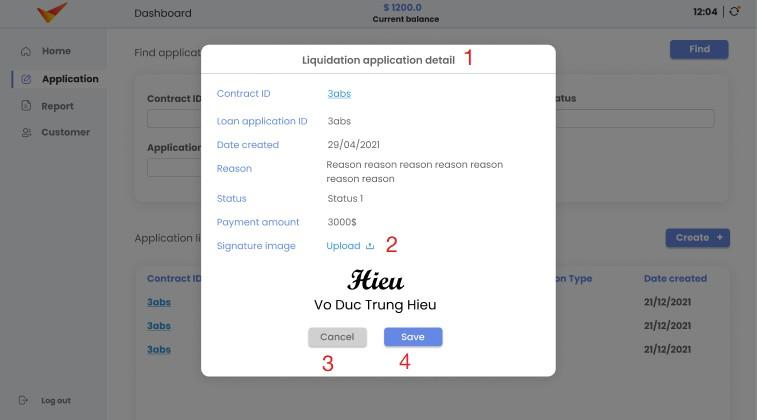 Dashboard
$ 1200.0
Current balance
12:04
Home
Application
Report
Customer
Log out
Find applicat
Find
Contract ID
atus
Application
Liquidation application detail 1
Contract ID 3abs
Loan application ID 3abs
Date created 29/04/2021
Reason Reason reason reason reason reason
reason reason
Status Status 1
Payment amount 3000$
Signature image Upload 2
Hieu
Vo Duc Trung Hieu
Cancel Save
3 4
Application li
Create +
Contract ID on Type Date created
3abs 21/12/2021
3abs 21/12/2021
3abs 21/12/2021